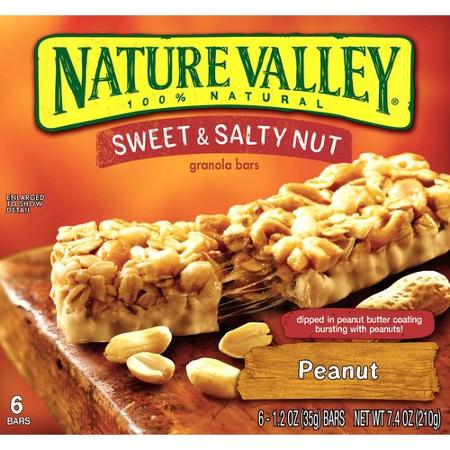 NATURE VALLEY®
100% NATURAL
SWEET & SALTY NUT
granola bars
ENLARGED
TO SHOW
DETAIL
dipped in peanut butter coating
bursting with peanuts!
Peanut
6
BARS
6 - 1.2 OZ (35g) BARS NET WT 7.4 OZ (210g)